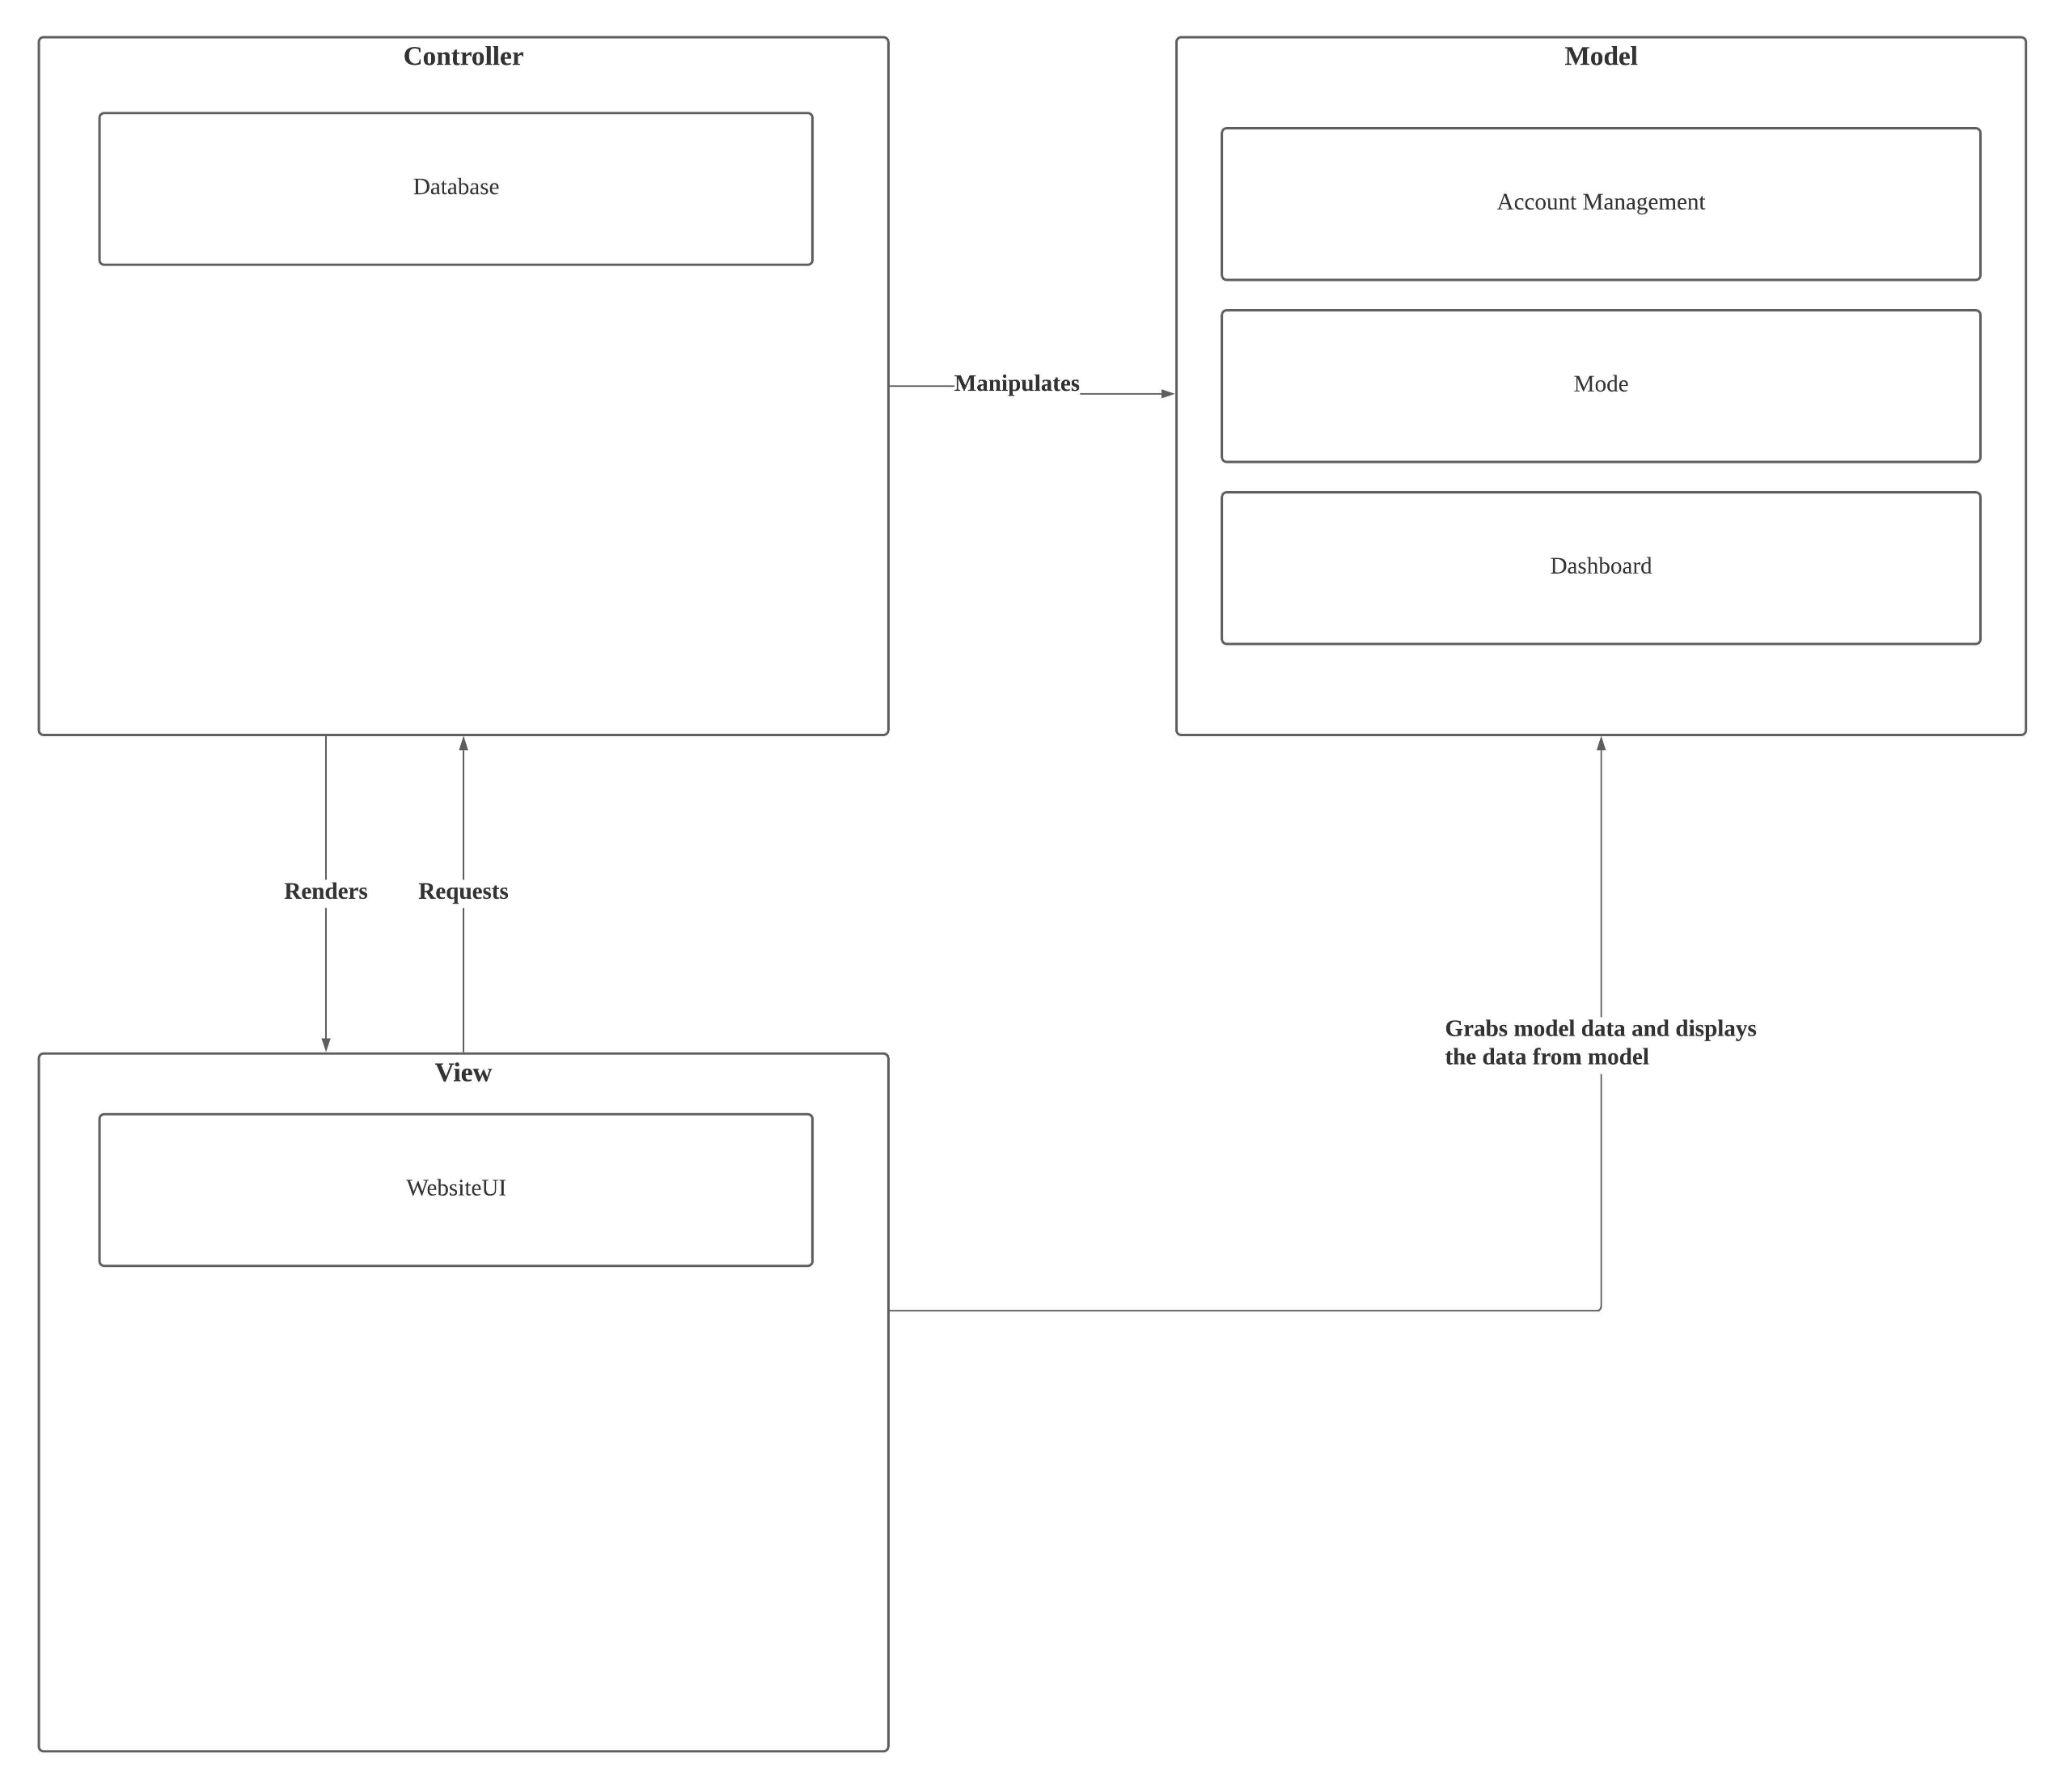 Controller
Database
Model
Account Management
Mode
Dashboard
Manipulates
Renders
Requests
Grabs model data and displays
the data from model
View
WebsiteUI